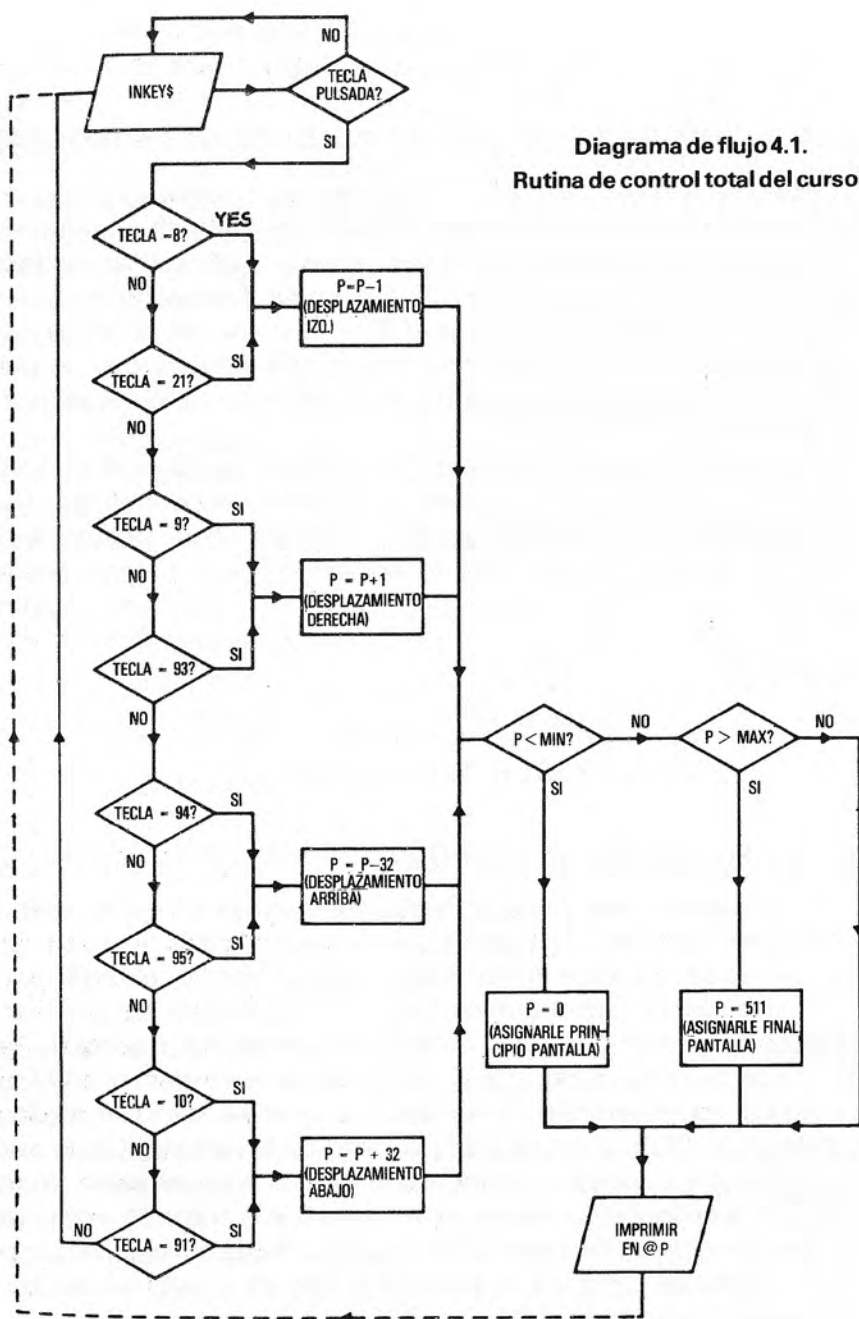 NO
TECLA
PULSADA?
INKEY$
SI
Diagrama de flujo 4.1.
Rutina de control total del curso
TECLA =8?
YES
NO
P=P–1
(DESPLAZAMIENTO
IZO.)
SI
TECLA = 21?
NO
TECLA = 9?
SI
NO
P = P+1
(DESPLAZAMIENTO
DERECHA)
SI
TECLA = 93?
NO
P < MIN?
NO
P > MAX?
NO
SI
SI
TECLA = 94?
SI
NO
P = P–32
(DESPLAZAMIENTO
ARRIBA)
TECLA = 95?
SI
NO
P – 0
(ASIGNARLE PRIN-
CIPIO PANTALLA)
P = 511
(ASIGNARLE FINAL
PANTALLA)
TECLA = 10?
SI
NO
P – P + 32
(DESPLAZAMIENTO
ABAJO)
NO
TECLA = 91?
SI
IMPRIMIR
EN @ P